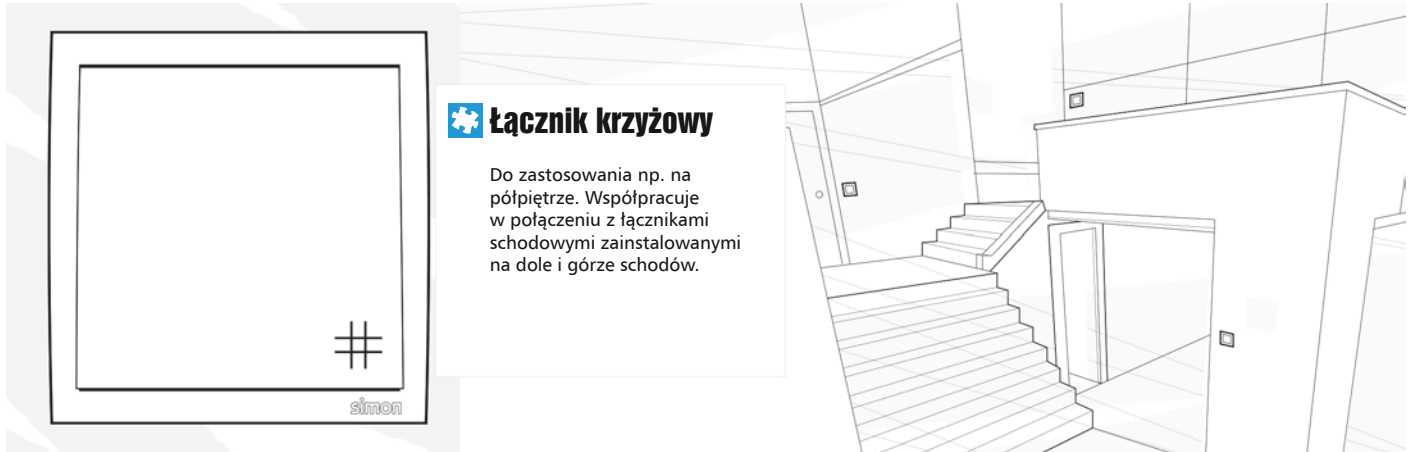 Łącznik krzyżowy
Do zastosowania np. na
półpiętrze. Współpracuje
w połączeniu z łącznikami
schodowymi zainstalowanymi
na dole i górze schodów.
simon